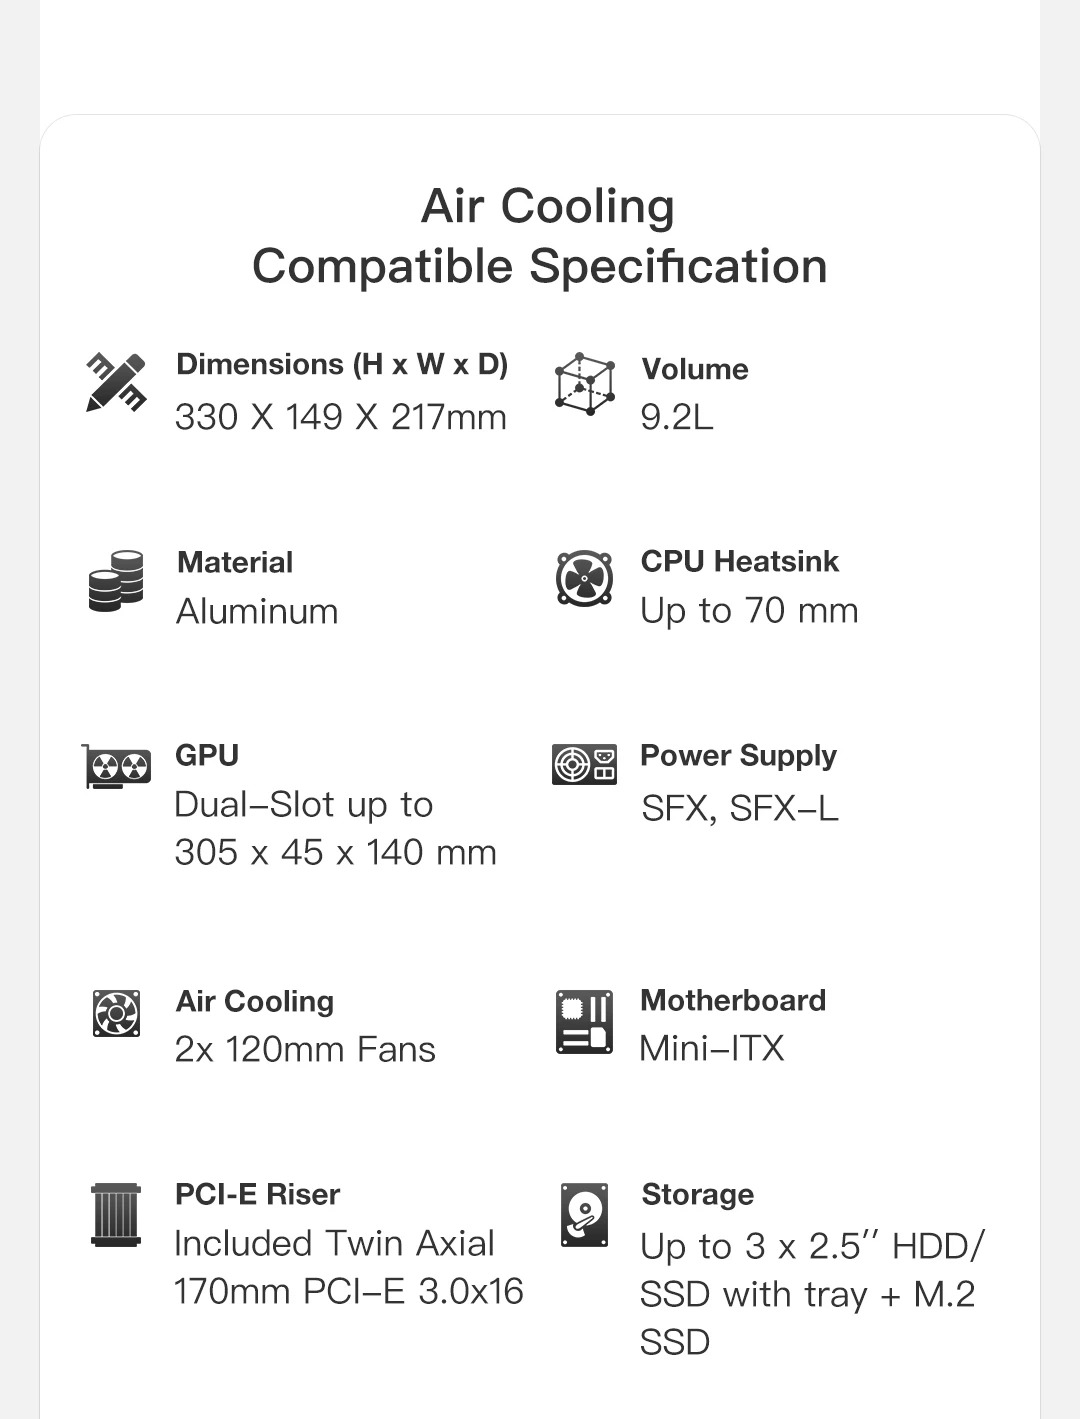 Air Cooling
Compatible Specification
Dimensions (H x W x D)
330 X 149 X 217mm
Volume
9.2L
Material
Aluminum
CPU Heatsink
Up to 70 mm
GPU
Dual–Slot up to
305 x 45 x 140 mm
Power Supply
SFX, SFX–L
Air Cooling
2x 120mm Fans
Motherboard
Mini–ITX
PCI-E Riser
Included Twin Axial
170mm PCI–E 3.0x16
Storage
Up to 3 x 2.5′′ HDD/
SSD with tray + M.2
SSD